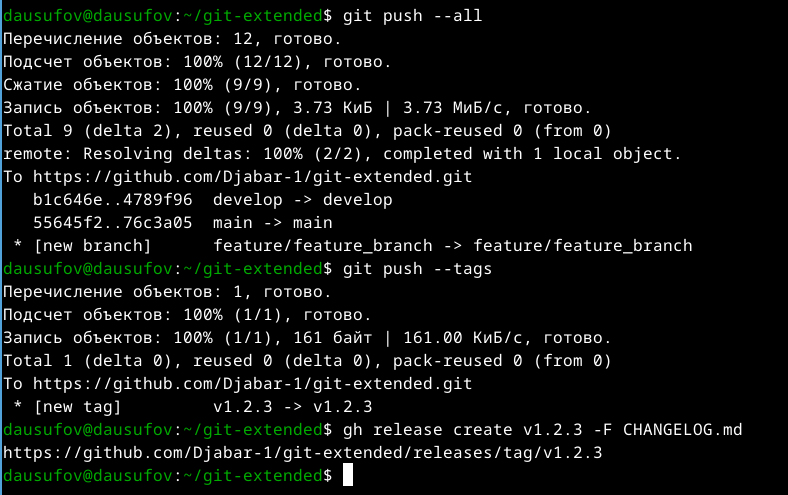 dausufov@dausufov:~/git-extended$ git push --all
Перечисление объектов: 12, готово.
Подсчет объектов: 100% (12/12), готово.
Сжатие объектов: 100% (9/9), готово.
Запись объектов: 100% (9/9), 3.73 КиБ | 3.73 МиБ/с, готово.
Total 9 (delta 2), reused 0 (delta 0), pack-reused 0 (from 0)
remote: Resolving deltas: 100% (2/2), completed with 1 local object.
To https://github.com/Djabar-1/git-extended.git
   b1c646e..4789f96  develop -> develop
   55645f2..76c3a05  main -> main
 * [new branch]      feature/feature_branch -> feature/feature_branch
dausufov@dausufov:~/git-extended$ git push --tags
Перечисление объектов: 1, готово.
Подсчет объектов: 100% (1/1), готово.
Запись объектов: 100% (1/1), 161 байт | 161.00 КиБ/с, готово.
Total 1 (delta 0), reused 0 (delta 0), pack-reused 0 (from 0)
To https://github.com/Djabar-1/git-extended.git
 * [new tag]         v1.2.3 -> v1.2.3
dausufov@dausufov:~/git-extended$ gh release create v1.2.3 -F CHANGELOG.md
https://github.com/Djabar-1/git-extended/releases/tag/v1.2.3
dausufov@dausufov:~/git-extended$